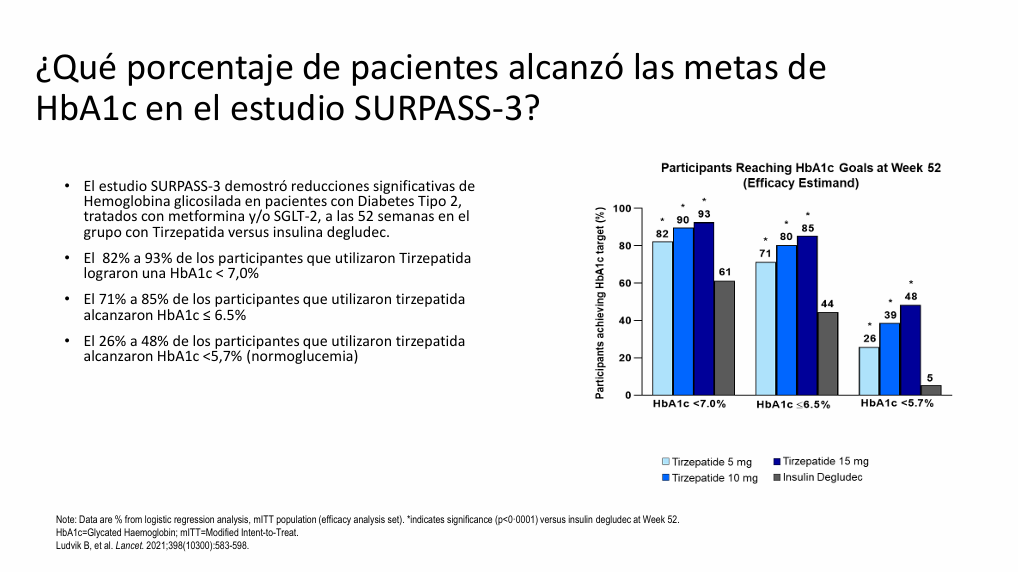 ¿Qué porcentaje de pacientes alcanzó las metas de
HbA1c en el estudio SURPASS-3?
• El estudio SURPASS-3 demostró reducciones significativas de
Hemoglobina glicosilada en pacientes con Diabetes Tipo 2,
tratados con metformina y/o SGLT-2, a las 52 semanas en el
grupo con Tirzepatida versus insulina degludec.
• El  82% a 93% de los participantes que utilizaron Tirzepatida
lograron una HbA1c < 7,0%
• El 71% a 85% de los participantes que utilizaron tirzepatida
alcanzaron HbA1c ≤ 6.5%
• El 26% a 48% de los participantes que utilizaron tirzepatida
alcanzaron HbA1c <5,7% (normoglucemia)
Participants Reaching HbA1c Goals at Week 52
(Efficacy Estimand)
Participants achieving HbA1c target (%)
100
80
60
40
20
0
* 82
* 90
* 93
61
* 71
* 80
* 85
44
* 26
* 39
* 48
5
HbA1c <7.0%
HbA1c ≤6.5%
HbA1c <5.7%
Tirzepatide 5 mg
Tirzepatide 15 mg
Tirzepatide 10 mg
Insulin Degludec
Note: Data are % from logistic regression analysis, mITT population (efficacy analysis set). *indicates significance (p<0·0001) versus insulin degludec at Week 52.
HbA1c=Glycated Haemoglobin; mITT=Modified Intent-to-Treat.
Ludvik B, et al. Lancet. 2021;398(10300):583-598.